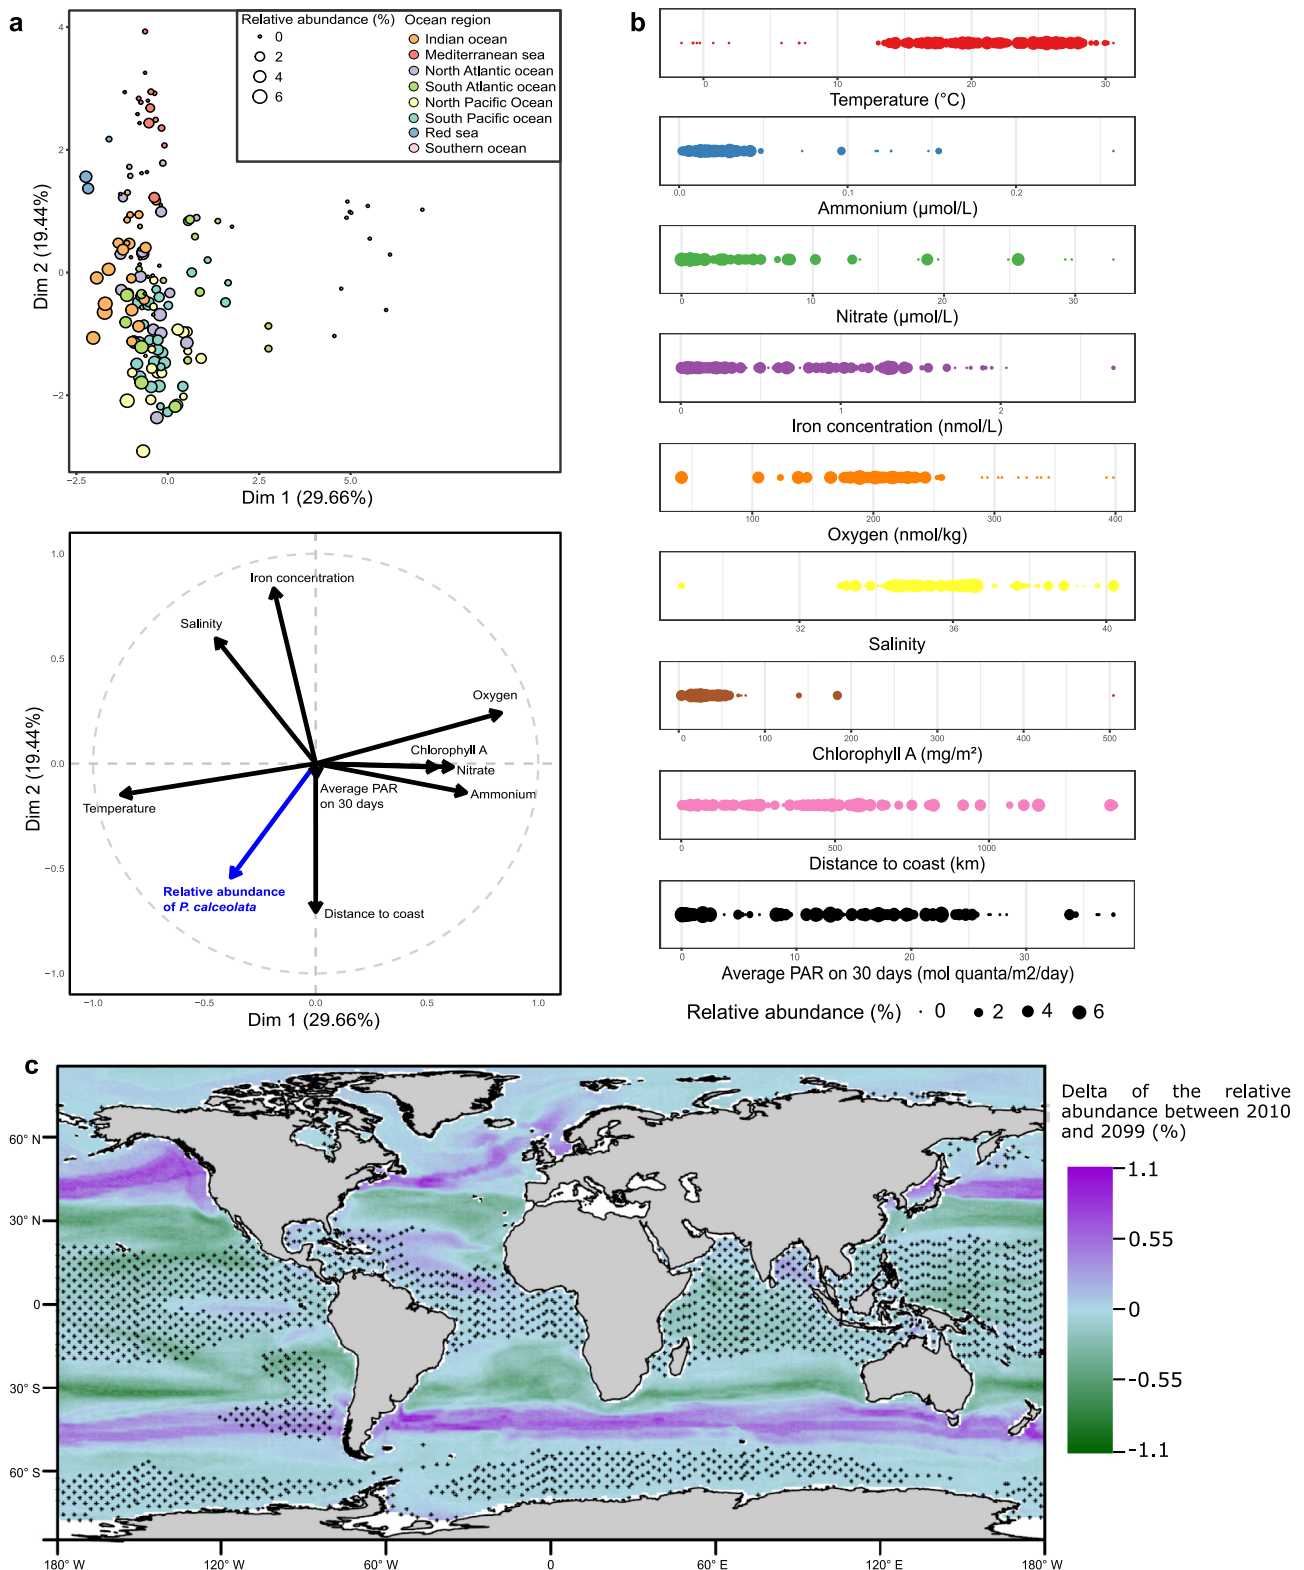 a
Relative abundance (%)
0
2
4
6
Ocean region
Indian ocean
Mediterranean sea
North Atlantic ocean
South Atlantic ocean
North Pacific Ocean
South Pacific ocean
Red sea
Southern ocean
4
2
0
−2
Dim 2 (19.44%)
−2.5
0.0
2.5
5.0
Dim 1 (29.66%)
1.0
0.5
0.0
−0.5
−1.0
Dim 2 (19.44%)
Iron concentration
Salinity
Oxygen
Chlorophyll A
Nitrate
Ammonium
Average PAR
on 30 days
Temperature
Relative abundance
of P. calceolata
Distance to coast
−1.0
−0.5
0.0
0.5
1.0
Dim 1 (29.66%)
b
0
10
20
30
Temperature (°C)
0.0
0.1
0.2
Ammonium (µmol/L)
0
10
20
30
Nitrate (µmol/L)
0
1
2
Iron concentration (nmol/L)
100
200
300
400
Oxygen (nmol/kg)
32
36
40
Salinity
0
100
200
300
400
500
Chlorophyll A (mg/m²)
0
500
1000
Distance to coast (km)
0
10
20
30
Average PAR on 30 days (mol quanta/m2/day)
Relative abundance (%)
0
2
4
6
c
60° N
30° N
0
30° S
60° S
180° W
120° W
60° W
0
60° E
120° E
180° W
Delta of the relative
abundance between 2010
and 2099 (%)
1.1
0.55
0
-0.55
-1.1